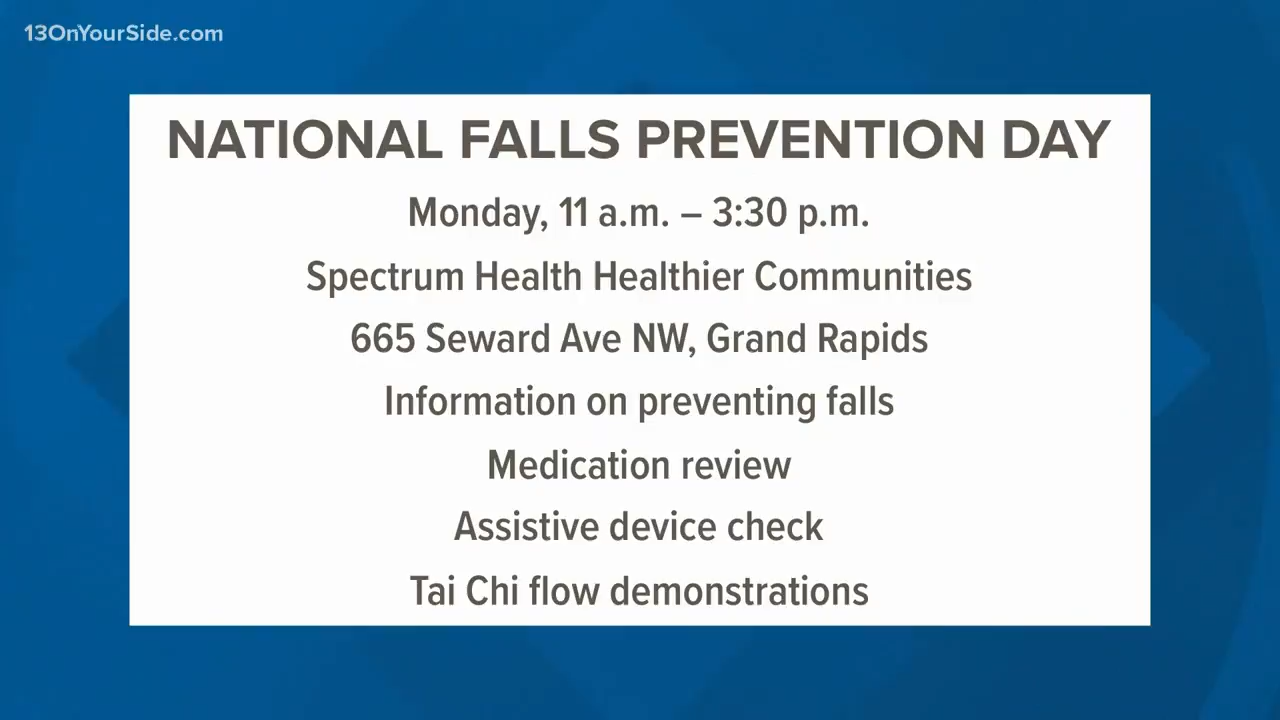 13OnYourSide.com
NATIONAL FALLS PREVENTION DAY
Monday, 11 a.m. – 3:30 p.m.
Spectrum Health Healthier Communities
665 Seward Ave NW, Grand Rapids
Information on preventing falls
Medication review
Assistive device check
Tai Chi flow demonstrations